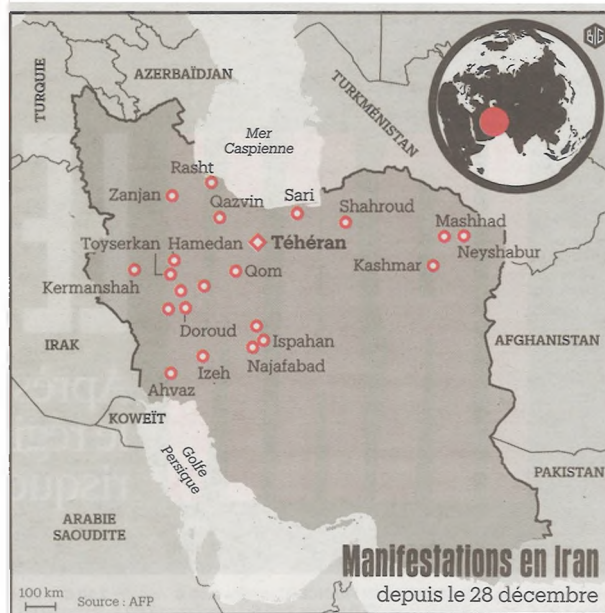 BIG
TURQUIE
AZERBAÏDJAN
TURKMÉNISTAN
Mer
Caspienne
Rasht
Zanjan
Qazvin
Sari
Shahroud
Mashhad
Neyshabur
Toyserkan
Hamedan
Téhéran
Kashmar
Qom
Kermanshah
Doroud
Ispahan
Najafabad
IRAK
AFGHANISTAN
Izeh
Ahvaz
KOWEÏT
Golfe
Persique
PAKISTAN
ARABIE
SAOUDITE
Manifestations en Iran
depuis le 28 décembre
100 km
Source : AFP